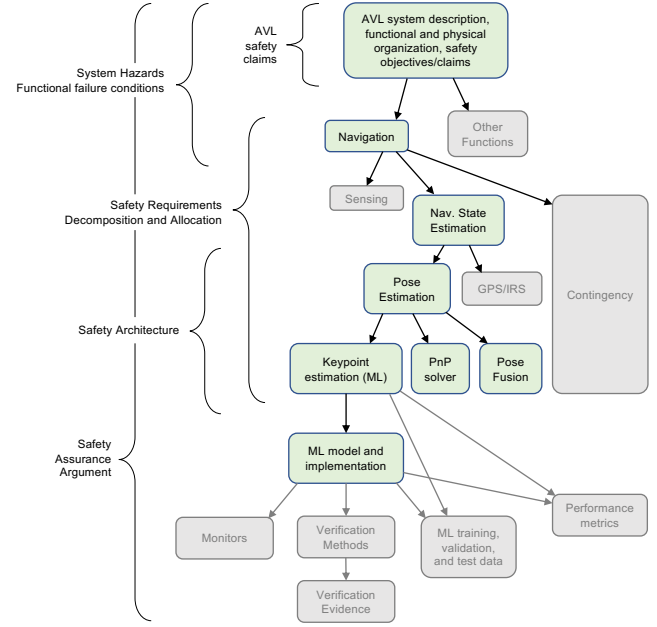 AVL
safety
claims
AVL system description,
functional and physical
organization, safety
objectives/claims
System Hazards
Functional failure conditions
Navigation
Other
Functions
Safety Requirements
Decomposition and Allocation
Sensing
Nav. State
Estimation
Contingency
Pose
Estimation
GPS/IRS
Safety Architecture
Keypoint
estimation (ML)
PnP
solver
Pose
Fusion
Safety
Assurance
Argument
ML model and
implementation
Monitors
Verification
Methods
ML training,
validation,
and test data
Performance
metrics
Verification
Evidence